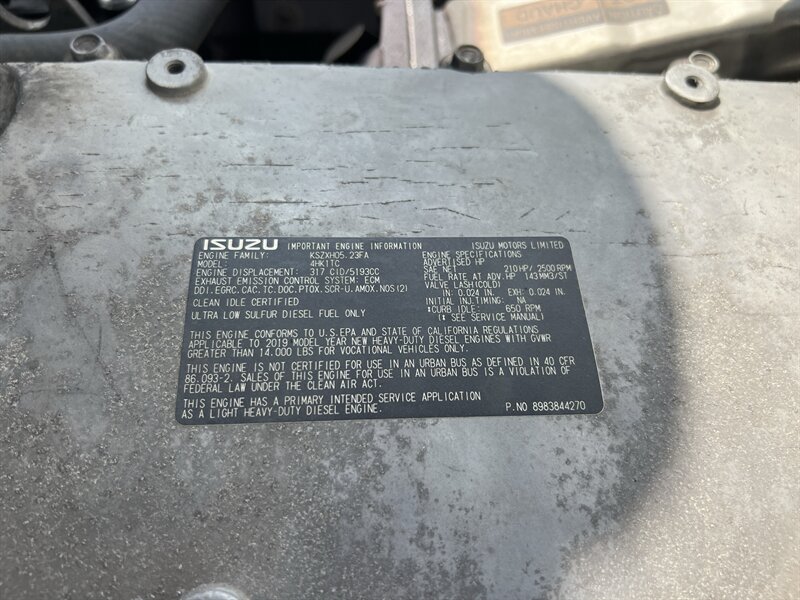 CAUTION
CHAUD
ISUZU IMPORTANT ENGINE INFORMATION ISUZU MOTORS LIMITED
ENGINE FAMILY: KSZXH05.23FA
MODEL: 4HK1TC
ENGINE DISPLACEMENT: 317 CID/5193CC
EXHAUST EMISSION CONTROL SYSTEM: ECM
DDI.EGRC.CAC.TC.DOC.PTOX.SCR-U.AMOX.NOS(2)
CLEAN IDLE CERTIFIED
ULTRA LOW SULFUR DIESEL FUEL ONLY
ENGINE SPECIFICATIONS
ADVERTISED HP
SAE NET 210HP/2500RPM
FUEL RATE AT ADV.HP 143MM3/ST
VALVE LASH(COLD)
IN: 0.024 IN. EXH: 0.024 IN.
INITIAL INJ.TIMING: NA
*CURB IDLE: 650 RPM
(* SEE SERVICE MANUAL)
THIS ENGINE CONFORMS TO U.S.EPA AND STATE OF CALIFORNIA REGULATIONS
APPLICABLE TO 2019 MODEL YEAR NEW HEAVY-DUTY DIESEL ENGINES WITH GVWR
GREATER THAN 14,000 LBS FOR VOCATIONAL VEHICLES ONLY.
THIS ENGINE IS NOT CERTIFIED FOR USE IN AN URBAN BUS AS DEFINED IN 40 CFR
86.093-2. SALES OF THIS ENGINE FOR USE IN AN URBAN BUS IS A VIOLATION OF
FEDERAL LAW UNDER THE CLEAN AIR ACT.
THIS ENGINE HAS A PRIMARY INTENDED SERVICE APPLICATION
AS A LIGHT HEAVY-DUTY DIESEL ENGINE.
P.NO 8983844270